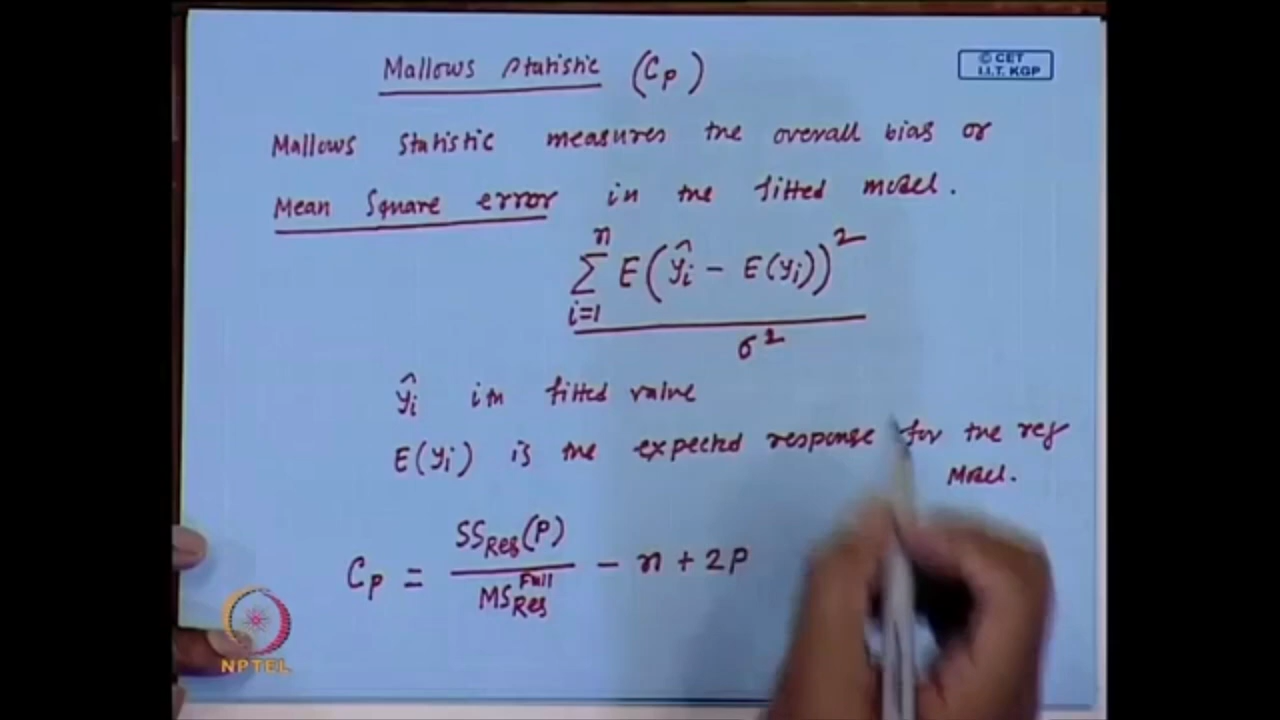 Mallows statistic (Cp)
© CET
I.I.T. KGP
Mallows statistic measures the overall bias or
Mean Square error in the fitted model.
n
∑ E(ŷi − E(yi))²
i=1
σ²
ŷi ith fitted value
E(yi) is the expected response for the reg
Model.
Cp = SSRes(P) / MSRes^Full − n + 2P
NPTEL